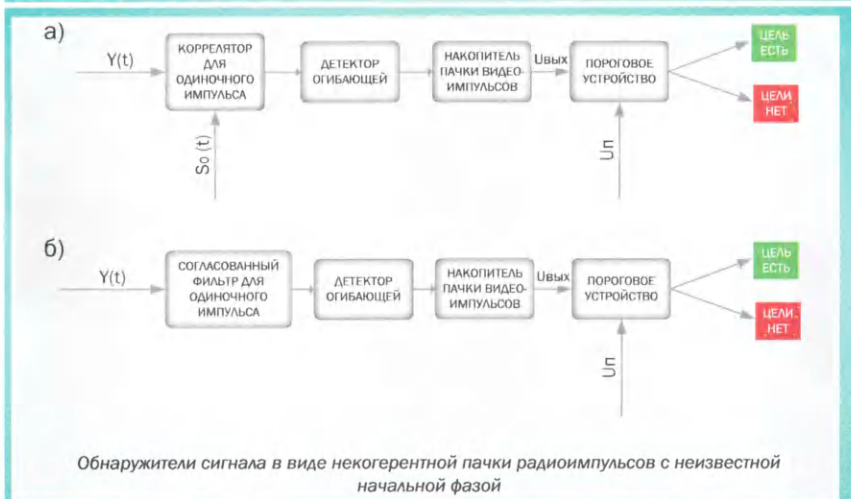 а)
Y(t)
КОРРЕЛЯТОР
ДЛЯ
ОДИНОЧНОГО
ИМПУЛЬСА
ДЕТЕКТОР
ОГИБАЮЩЕЙ
НАКОПИТЕЛЬ
ПАЧКИ ВИДЕО-
ИМПУЛЬСОВ
Uвых
ПОРОГОВОЕ
УСТРОЙСТВО
ЦЕЛЬ
ЕСТЬ
ЦЕЛИ
НЕТ
So (t)
Uп
б)
Y(t)
СОГЛАСОВАННЫЙ
ФИЛЬТР ДЛЯ
ОДИНОЧНОГО
ИМПУЛЬСА
ДЕТЕКТОР
ОГИБАЮЩЕЙ
НАКОПИТЕЛЬ
ПАЧКИ ВИДЕО-
ИМПУЛЬСОВ
Uвых
ПОРОГОВОЕ
УСТРОЙСТВО
ЦЕЛЬ
ЕСТЬ
ЦЕЛИ
НЕТ
Uп
Обнаружители сигнала в виде некогерентной пачки радиоимпульсов с неизвестной
начальной фазой